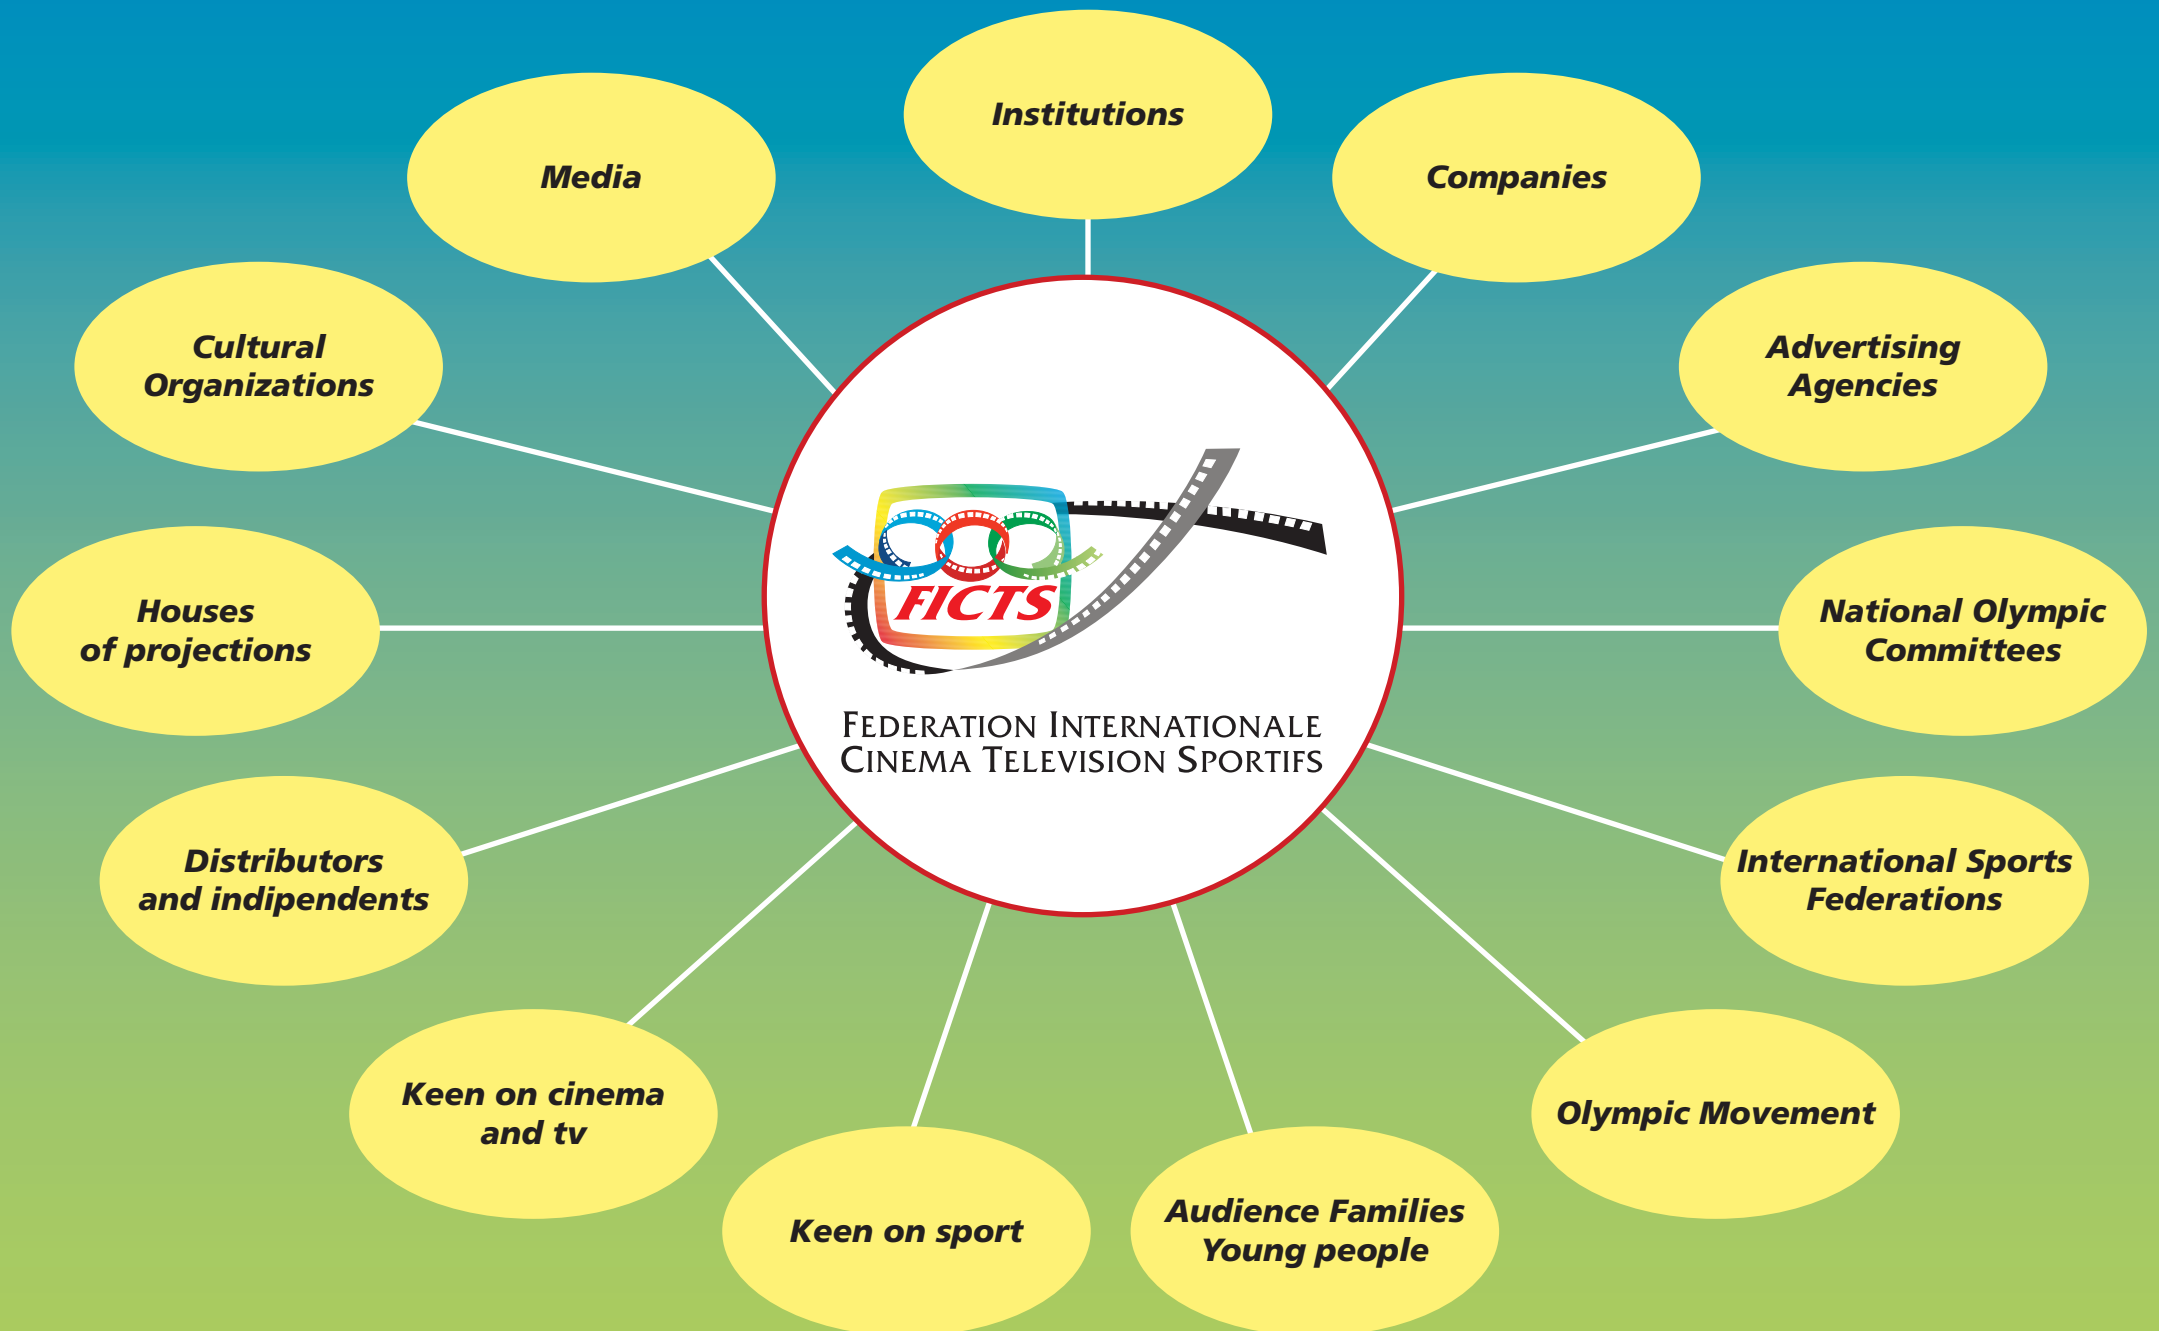 Institutions
Media
Companies
Cultural
Organizations
Advertising
Agencies
Houses
of projections
FICTS
FEDERATION INTERNATIONALE
CINEMA TELEVISION SPORTIFS
National Olympic
Committees
Distributors
and indipendents
International Sports
Federations
Keen on cinema
and tv
Olympic Movement
Keen on sport
Audience Families
Young people